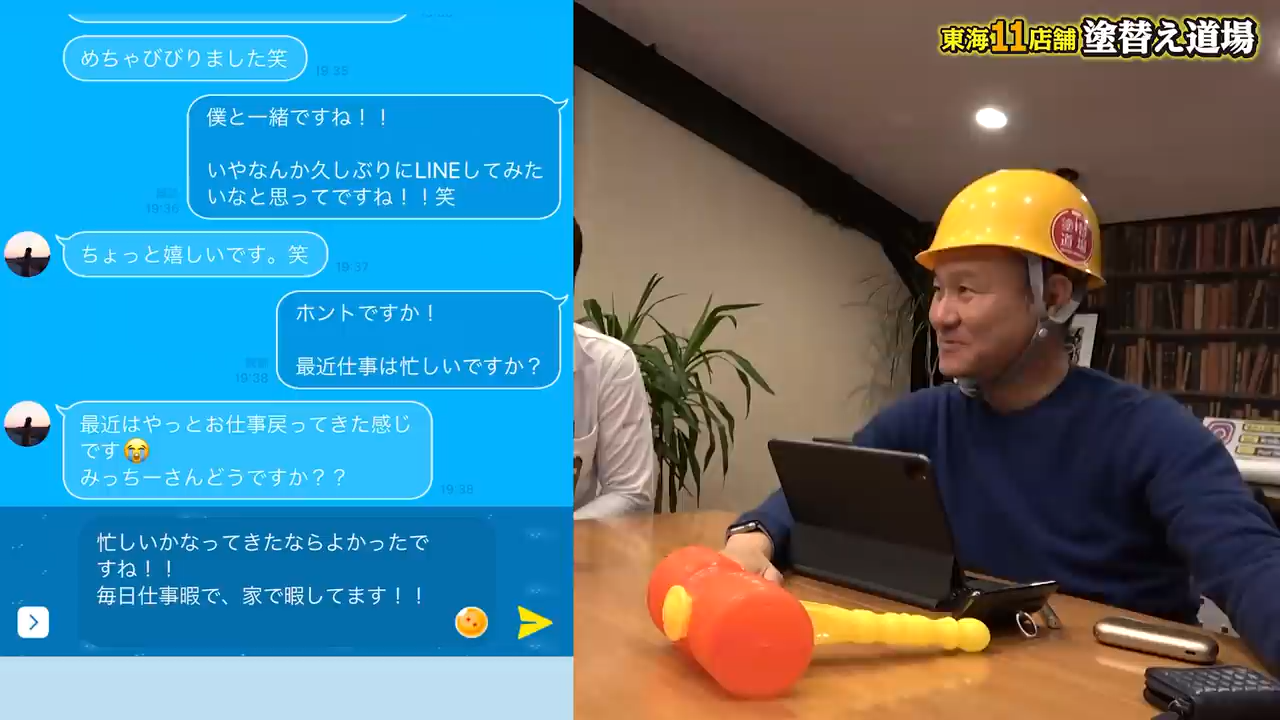 めちゃびびりました笑
19:35
僕と一緒ですね！！
いやなんか久しぶりにLINEしてみた
いなと思ってですね！！笑
既読
19:36
ちょっと嬉しいです。笑
19:37
ホントですか！
最近仕事は忙しいですか？
既読
19:38
最近はやっとお仕事戻ってきた感じ
です😭
みっちーさんどうですか？？
19:38
忙しいかなってきたならよかったで
すね！！
毎日仕事暇で、家で暇してます！！
東海11店舗 塗替え道場
塗替
道場